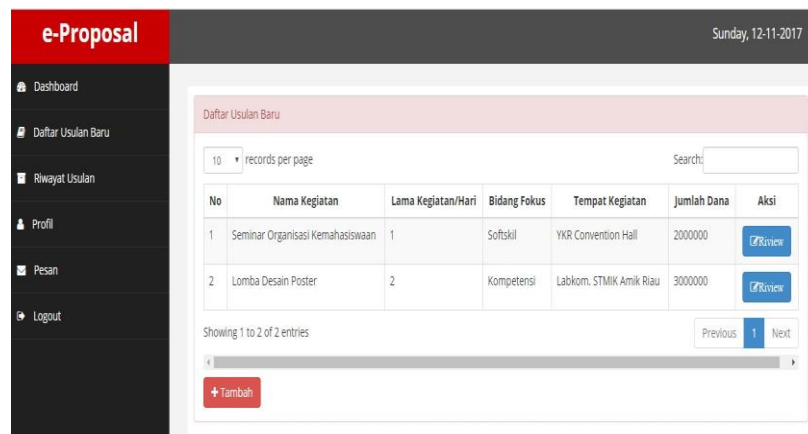 e-Proposal
Sunday, 12-11-2017
Dashboard
Daftar Usulan Baru
Riwayat Usulan
Profil
Pesan
Logout
Daftar Usulan Baru
10 records per page Search:
No Nama Kegiatan Lama Kegiatan/Hari Bidang Fokus Tempat Kegiatan Jumlah Dana Aksi
1 Seminar Organisasi Kemahasiswaan 1 Softskil YKR Convention Hall 2000000 Riview
2 Lomba Desain Poster 2 Kompetensi Labkom. STMIK Amik Riau 3000000 Riview
Showing 1 to 2 of 2 entries Previous 1 Next
+Tambah